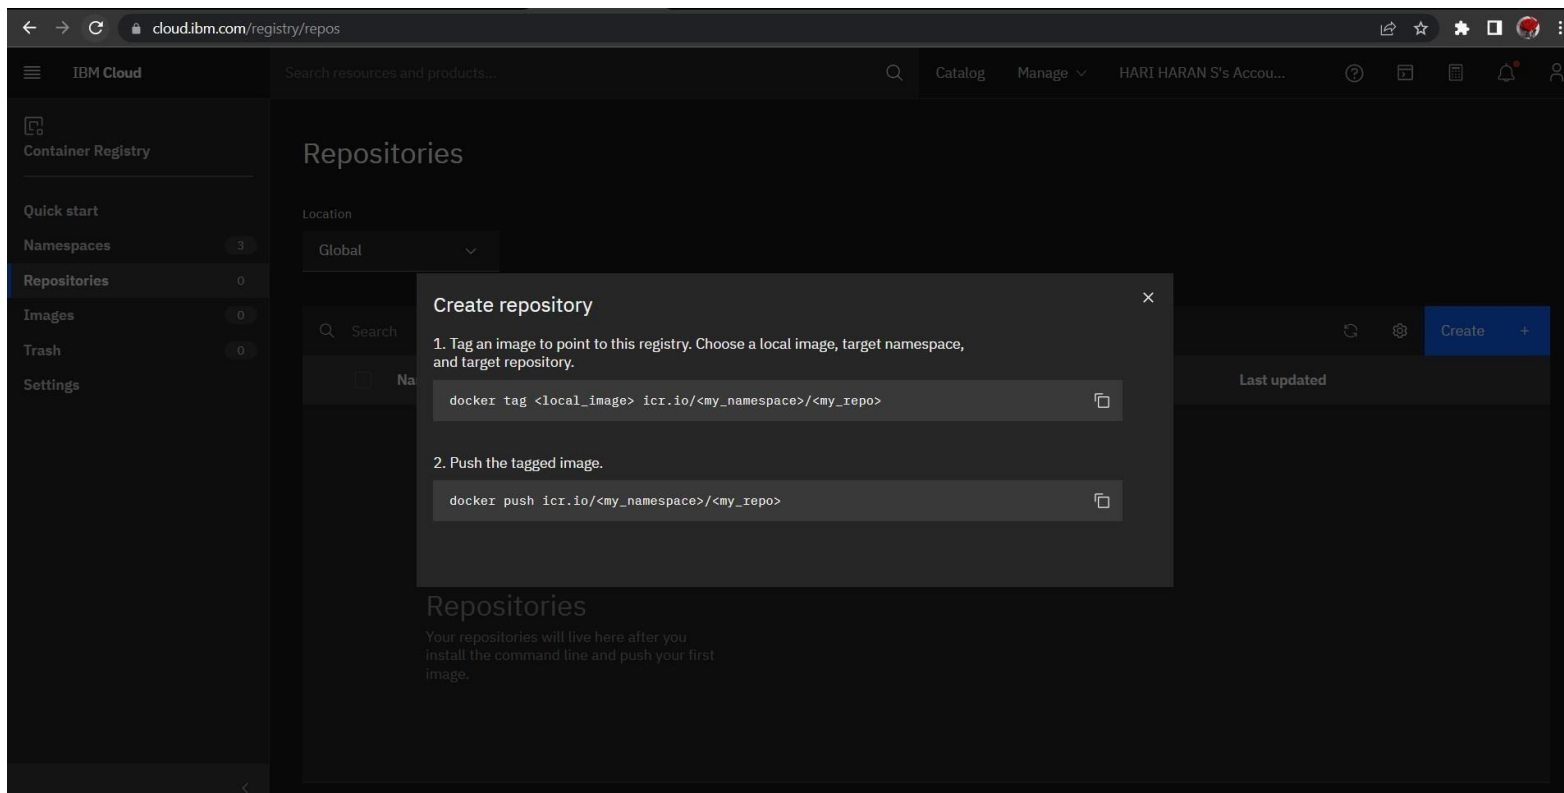 cloud.ibm.com/registry/repos
IBM Cloud
Search resources and products...
Catalog
Manage
HARI HARAN S's Accou...
Container Registry
Quick start
Namespaces 3
Repositories 0
Images 0
Trash 0
Settings
Repositories
Location
Global
Search
Create +
Na
Last updated
Create repository
1. Tag an image to point to this registry. Choose a local image, target namespace,
and target repository.
docker tag <local_image> icr.io/<my_namespace>/<my_repo>
2. Push the tagged image.
docker push icr.io/<my_namespace>/<my_repo>
Repositories
Your repositories will live here after you
install the command line and push your first
image.